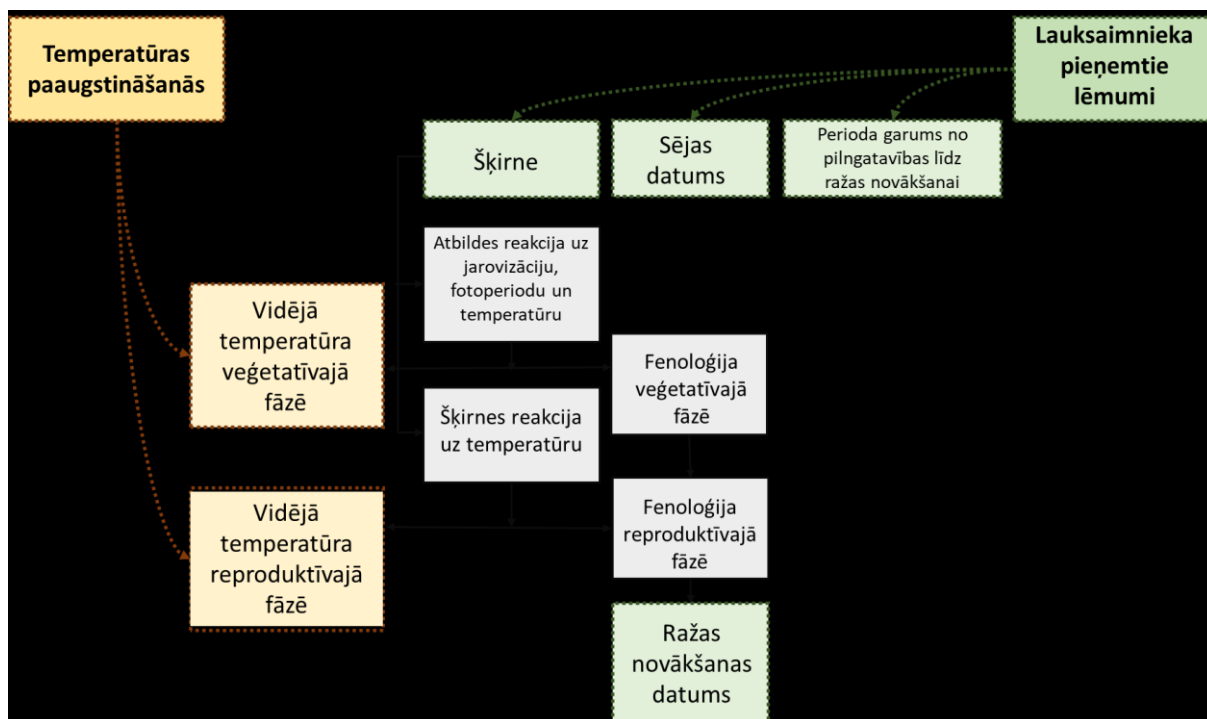 Temperatūras
paaugstināšanās
Lauksaimnieka
pieņemtie
lēmumi
Šķirne
Sējas
datums
Perioda garums no
pilngatavības līdz
ražas novākšanai
Atbildes reakcija uz
jarovizāciju,
fotoperiodu un
temperatūru
Vidējā
temperatūra
veģetatīvajā
fāzē
Fenoloģija
veģetatīvajā
fāzē
Šķirnes reakcija
uz temperatūru
Vidējā
temperatūra
reproduktīvajā
fāzē
Fenoloģija
reproduktīvajā
fāzē
Ražas
novākšanas
datums